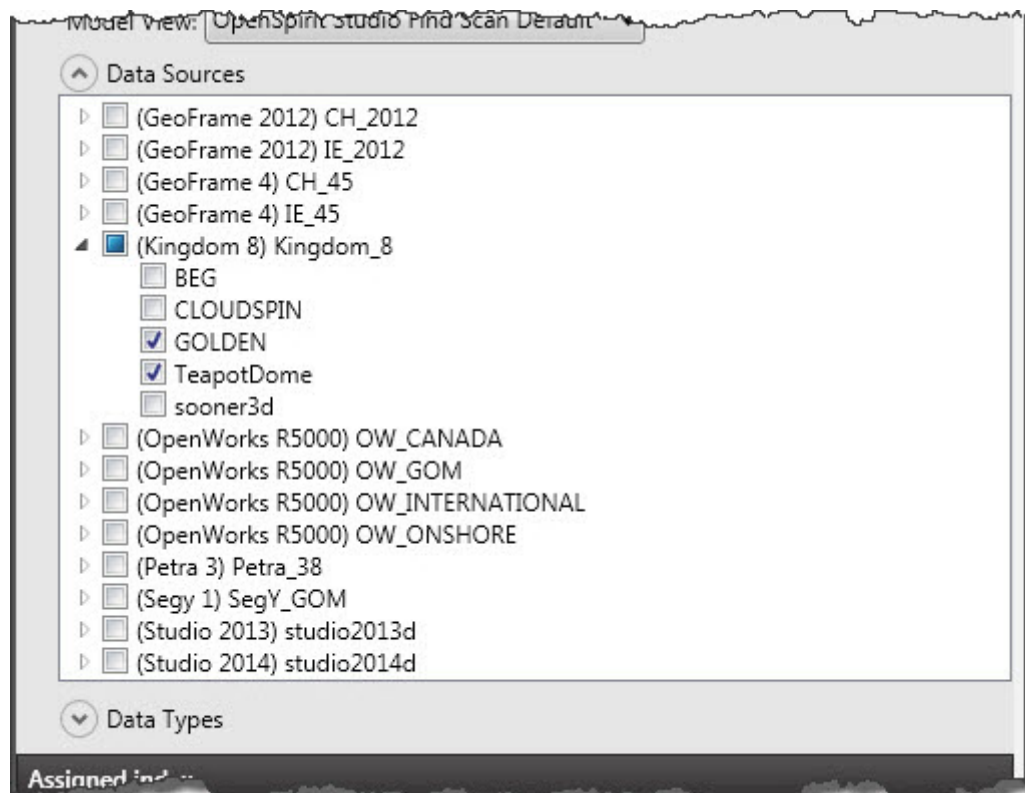 Model View: OpenSpirit Studio Find Scan Default
Data Sources
(GeoFrame 2012) CH_2012
(GeoFrame 2012) IE_2012
(GeoFrame 4) CH_45
(GeoFrame 4) IE_45
(Kingdom 8) Kingdom_8
BEG
CLOUDSPIN
GOLDEN
TeapotDome
sooner3d
(OpenWorks R5000) OW_CANADA
(OpenWorks R5000) OW_GOM
(OpenWorks R5000) OW_INTERNATIONAL
(OpenWorks R5000) OW_ONSHORE
(Petra 3) Petra_38
(Segy 1) SegY_GOM
(Studio 2013) studio2013d
(Studio 2014) studio2014d
Data Types
Assigned